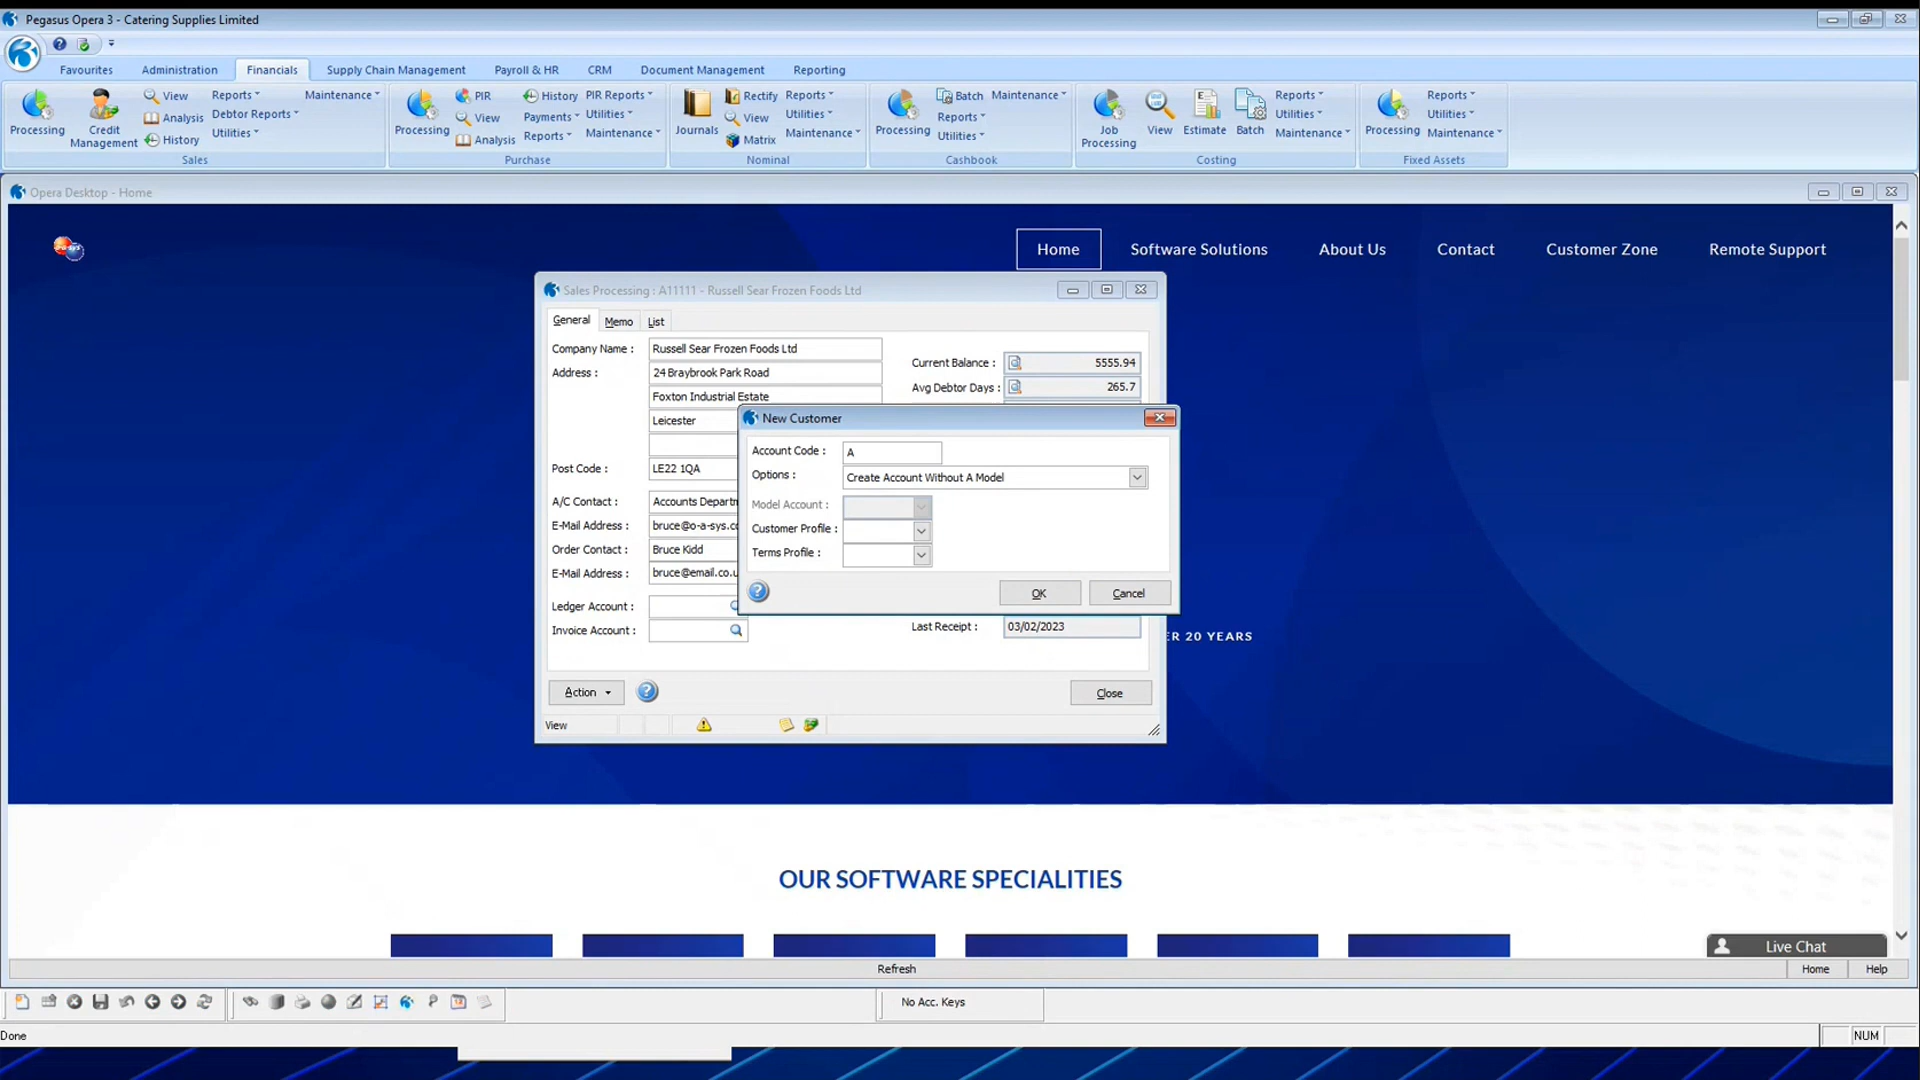 Pegasus Opera 3 - Catering Supplies Limited
Favourites
Administration
Financials
Supply Chain Management
Payroll & HR
CRM
Document Management
Reporting
Processing
Credit Management
View
Analysis
History
Reports
Debtor Reports
Utilities
Maintenance
Sales
Processing
PIR
View
Analysis
History
Payments
Reports
PIR Reports
Utilities
Maintenance
Purchase
Journals
Rectify
View
Matrix
Reports
Utilities
Maintenance
Nominal
Processing
Batch
Reports
Utilities
Maintenance
Cashbook
Job Processing
View
Estimate
Batch
Reports
Utilities
Maintenance
Costing
Processing
Reports
Utilities
Maintenance
Fixed Assets
Opera Desktop - Home
Home
Software Solutions
About Us
Contact
Customer Zone
Remote Support
Sales Processing : A11111 - Russell Sear Frozen Foods Ltd
General
Memo
List
Company Name : Russell Sear Frozen Foods Ltd
Address : 24 Braybrook Park Road
Foxton Industrial Estate
Leicester
Post Code : LE22 1QA
A/C Contact : Accounts Departm
E-Mail Address : bruce@o-a-sys.co
Order Contact : Bruce Kidd
E-Mail Address : bruce@email.co.u
Ledger Account :
Invoice Account :
Current Balance : 5555.94
Avg Debtor Days : 265.7
Last Receipt : 03/02/2023
New Customer
Account Code : A
Options : Create Account Without A Model
Model Account :
Customer Profile :
Terms Profile :
OK
Cancel
ER 20 YEARS
Action
Close
View
OUR SOFTWARE SPECIALITIES
Live Chat
Refresh
Home
Help
No Acc. Keys
Done
NUM